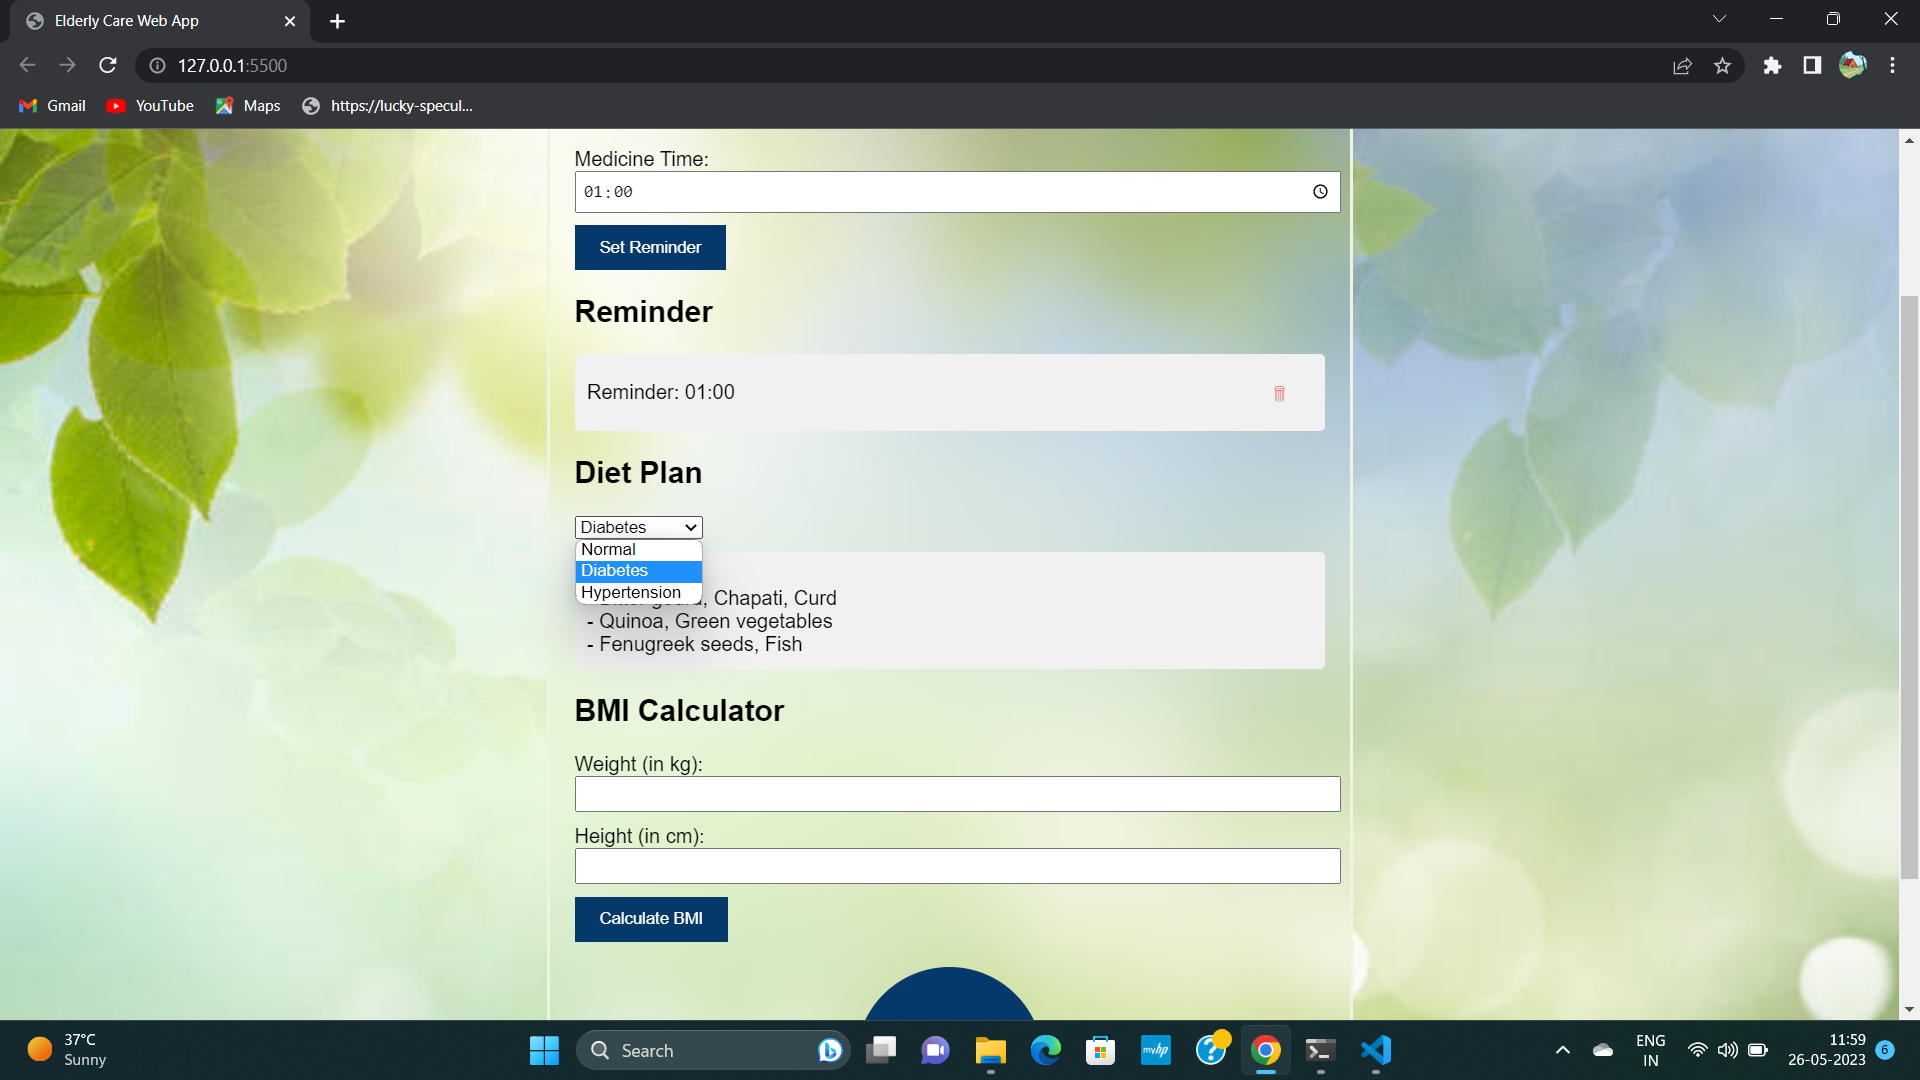 Elderly Care Web App
127.0.0.1:5500
Gmail YouTube Maps https://lucky-specul...
Medicine Time:
01:00
Set Reminder
Reminder
Reminder: 01:00
Diet Plan
Diabetes
Normal
Diabetes
Hypertension
, Chapati, Curd
- Quinoa, Green vegetables
- Fenugreek seeds, Fish
BMI Calculator
Weight (in kg):
Height (in cm):
Calculate BMI
37°C
Sunny
Search
myhp
ENG
IN
11:59
26-05-2023
6